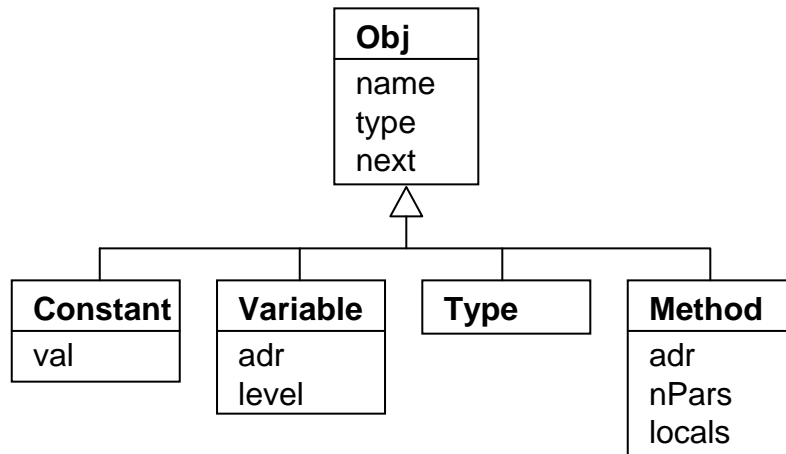 Obj
name
type
next
Constant
val
Variable
adr
level
Type
Method
adr
nPars
locals